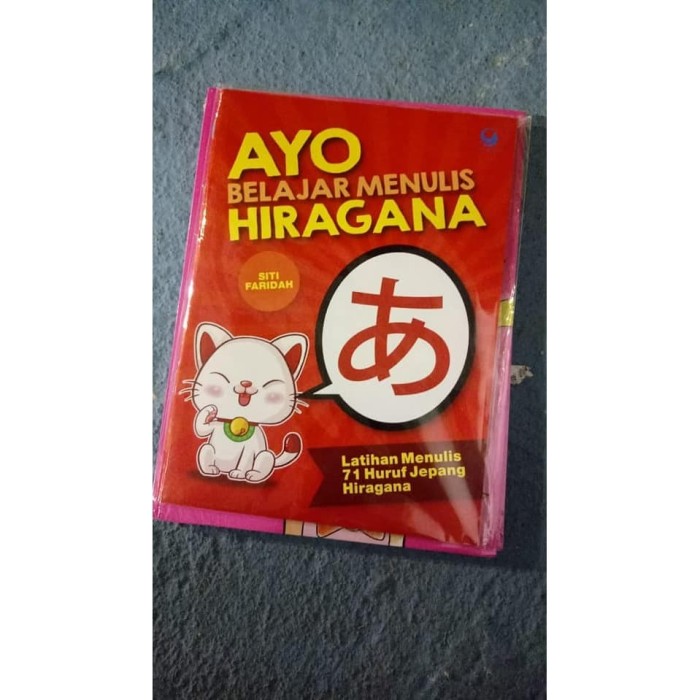 AYO
BELAJAR MENULIS
HIRAGANA
SITI
FARIDAH
あ
Latihan Menulis
71 Huruf Jepang
Hiragana